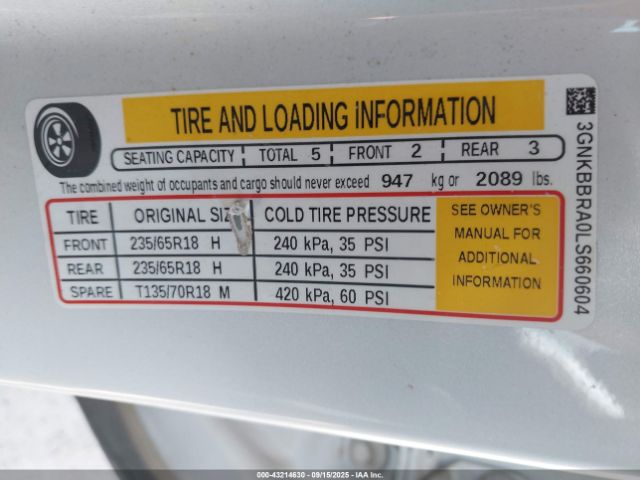 TIRE AND LOADING iNFORMATION
SEATING CAPACITY TOTAL 5 FRONT 2 REAR 3
The combined weight of occupants and cargo should never exceed 947 kg or 2089 lbs.
TIRE ORIGINAL SIZ COLD TIRE PRESSURE
FRONT 235/65R18 H 240 kPa, 35 PSI
REAR 235/65R18 H 240 kPa, 35 PSI
SPARE T135/70R18 M 420 kPa, 60 PSI
SEE OWNER'S
MANUAL FOR
ADDITIONAL
INFORMATION
3GNKBBRA0LS660604
000-43214630 - 09/15/2025 - IAAI.com